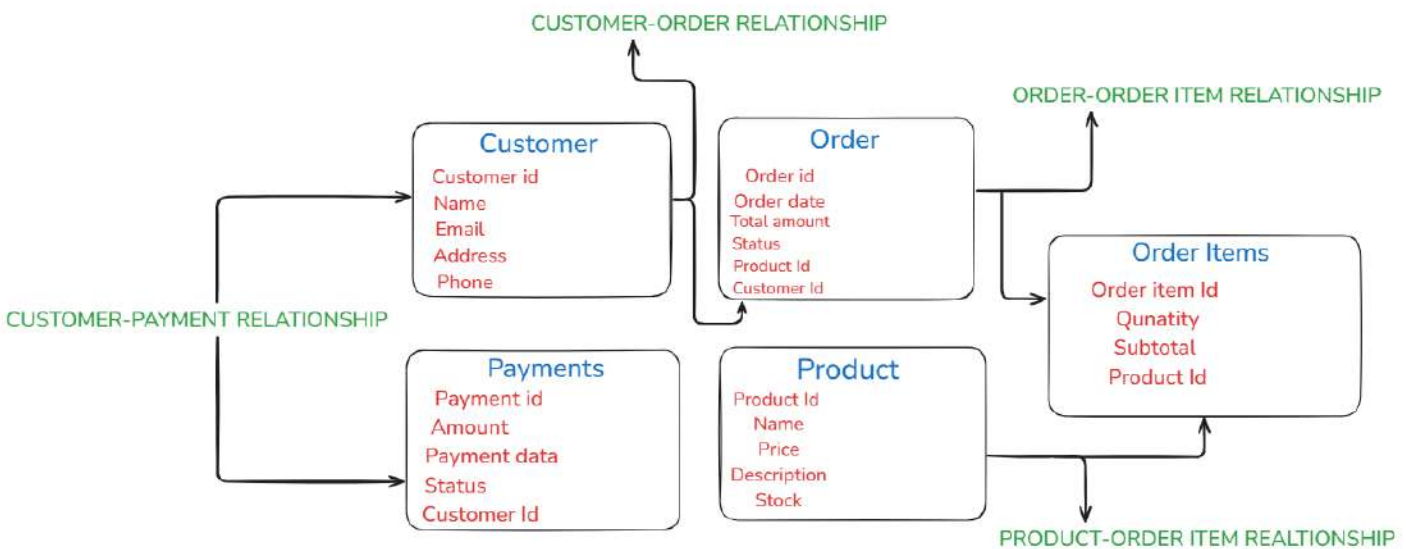 CUSTOMER-ORDER RELATIONSHIP
ORDER-ORDER ITEM RELATIONSHIP
Customer
Customer id
Name
Email
Address
Phone
Order
Order id
Order date
Total amount
Status
Product Id
Customer Id
Order Items
Order item Id
Qunatity
Subtotal
Product Id
CUSTOMER-PAYMENT RELATIONSHIP
Payments
Payment id
Amount
Payment data
Status
Customer Id
Product
Product Id
Name
Price
Description
Stock
PRODUCT-ORDER ITEM REALTIONSHIP